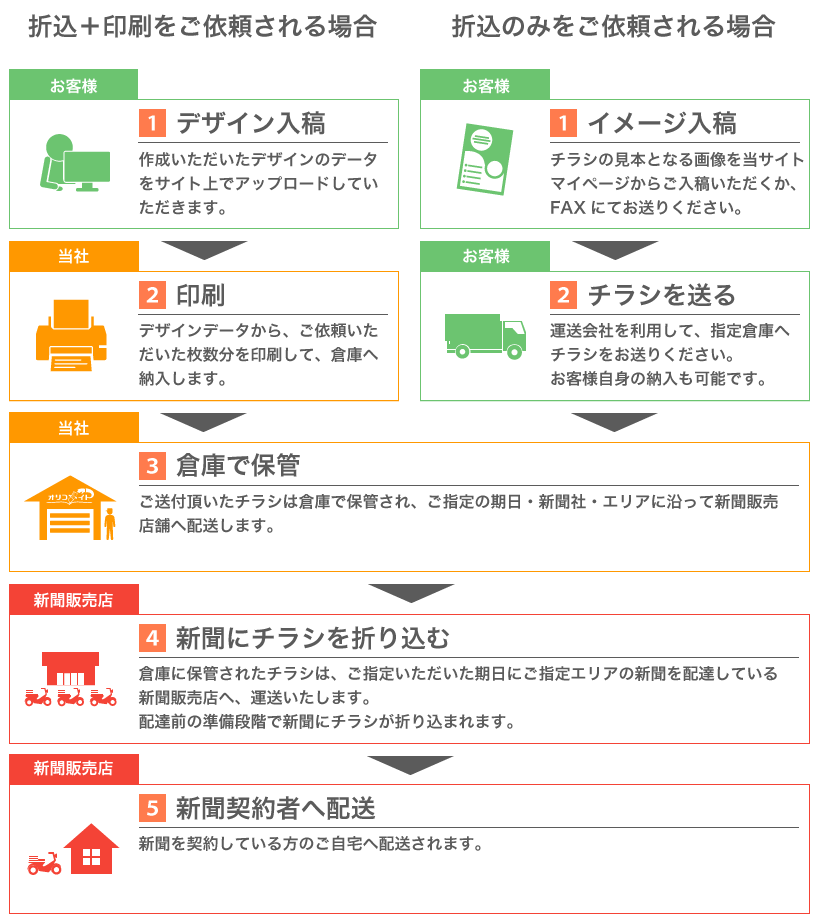 折込＋印刷をご依頼される場合
お客様
1 デザイン入稿
作成いただいたデザインのデータ
をサイト上でアップロードしてい
ただきます。
当社
2 印刷
デザインデータから、ご依頼いた
だいた枚数分を印刷して、倉庫へ
納入します。
折込のみをご依頼される場合
お客様
1 イメージ入稿
チラシの見本となる画像を当サイト
マイページからご入稿いただくか、
FAX にてお送りください。
お客様
2 チラシを送る
運送会社を利用して、指定倉庫へ
チラシをお送りください。
お客様自身の納入も可能です。
当社
オリコメイト
3 倉庫で保管
ご送付頂いたチラシは倉庫で保管され、ご指定の期日・新聞社・エリアに沿って新聞販売
店舗へ配送します。
新聞販売店
4 新聞にチラシを折り込む
倉庫に保管されたチラシは、ご指定いただいた期日にご指定エリアの新聞を配達している
新聞販売店へ、運送いたします。
配達前の準備段階で新聞にチラシが折り込まれます。
新聞販売店
5 新聞契約者へ配送
新聞を契約している方のご自宅へ配送されます。